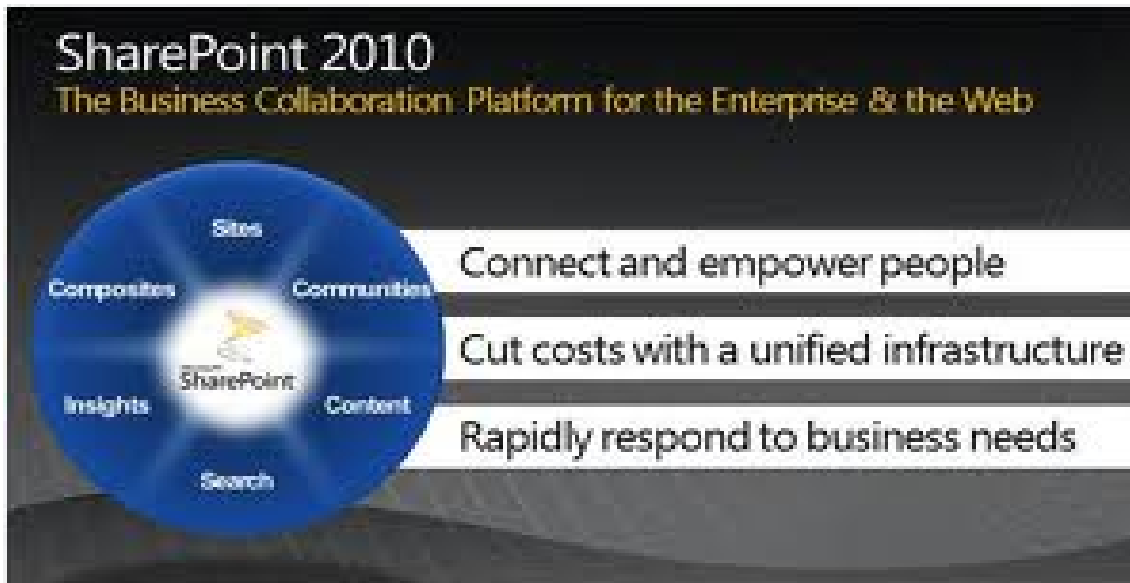 SharePoint 2010
The Business Collaboration Platform for the Enterprise & the Web
Sites
Communities
Content
Search
Insights
Composites
SharePoint
Connect and empower people
Cut costs with a unified infrastructure
Rapidly respond to business needs